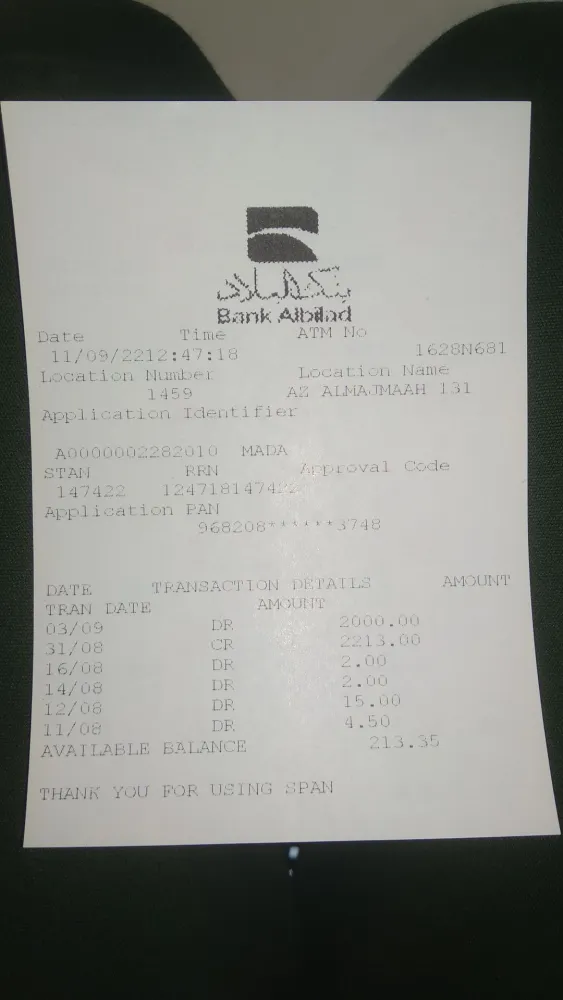 بنك البلاد
Bank Albilad
Date Time ATM No
11/09/2212:47:18 1628N681
Location Number Location Name
1459 AZ ALMAJMAAH 131
Application Identifier
A0000002282010 MADA
STAN RRN Approval Code
147422 124718147422
Application PAN
968208******3748
DATE TRANSACTION DETAILS AMOUNT
TRAN DATE AMOUNT
03/09 DR 2000.00
31/08 CR 2213.00
16/08 DR 2.00
14/08 DR 2.00
12/08 DR 15.00
11/08 DR 4.50
AVAILABLE BALANCE 213.35
THANK YOU FOR USING SPAN